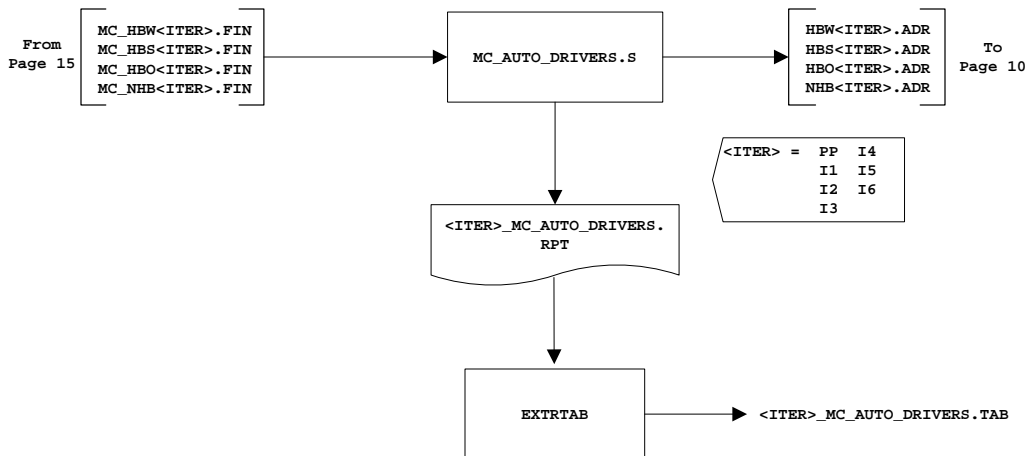 From
Page 15
MC_HBW<ITER>.FIN
MC_HBS<ITER>.FIN
MC_HBO<ITER>.FIN
MC_NHB<ITER>.FIN
MC_AUTO_DRIVERS.S
HBW<ITER>.ADR
HBS<ITER>.ADR
HBO<ITER>.ADR
NHB<ITER>.ADR
To
Page 10
<ITER> = PP I4
I1 I5
I2 I6
I3
<ITER>_MC_AUTO_DRIVERS.
RPT
EXTRTAB
<ITER>_MC_AUTO_DRIVERS.TAB